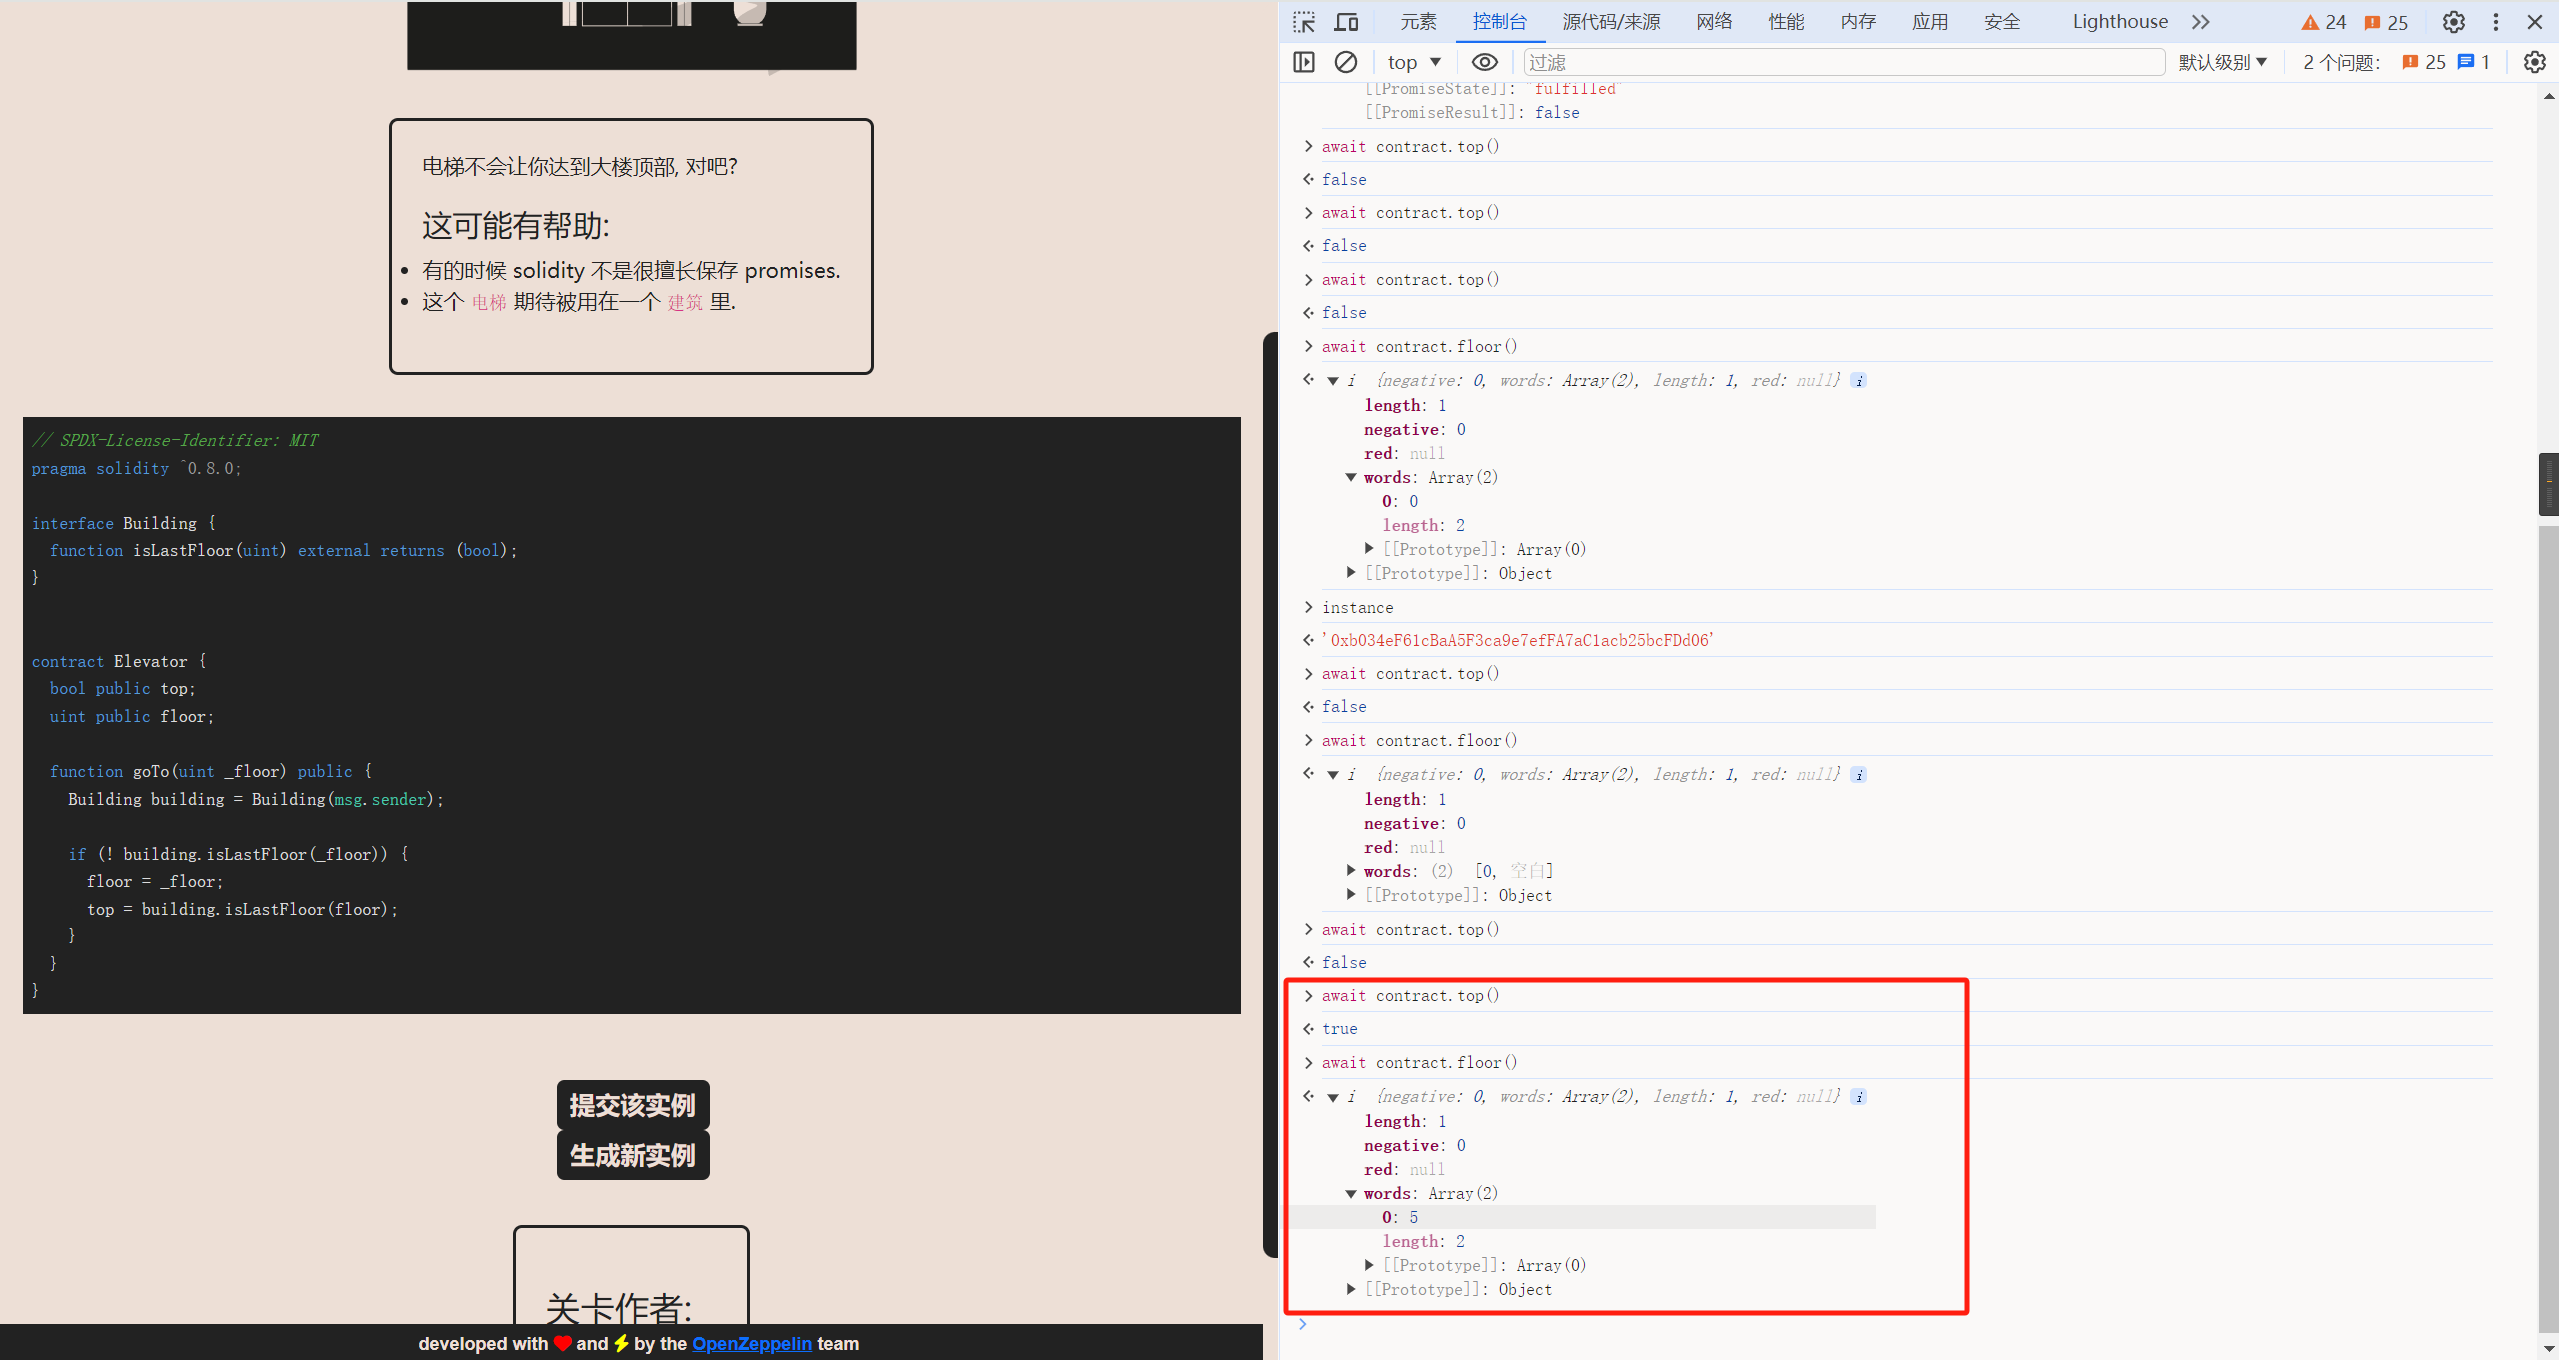 电梯不会让你达到大楼顶部, 对吧?
这可能有帮助:
有的时候 solidity 不是很擅长保存 promises.
这个 电梯 期待被用在一个 建筑 里.
// SPDX-License-Identifier: MIT
pragma solidity ^0.8.0;
interface Building {
function isLastFloor(uint) external returns (bool);
}
contract Elevator {
bool public top;
uint public floor;
function goTo(uint _floor) public {
Building building = Building(msg.sender);
if (! building.isLastFloor(_floor)) {
floor = _floor;
top = building.isLastFloor(floor);
}
}
}
提交该实例
生成新实例
关卡作者:
developed with ❤ and ⚡ by the OpenZeppelin team
元素 控制台 源代码/来源 网络 性能 内存 应用 安全 Lighthouse 24 25
top 过滤 默认级别 2 个问题: 25 1
[[PromiseState]]: "fulfilled"
[[PromiseResult]]: false
await contract.top()
false
await contract.top()
false
await contract.top()
false
await contract.floor()
i {negative: 0, words: Array(2), length: 1, red: null} i
length: 1
negative: 0
red: null
words: Array(2)
0: 0
length: 2
[[Prototype]]: Array(0)
[[Prototype]]: Object
instance
'0xb034eF61cBaA5F3ca9e7efFA7aC1acb25bcFDd06'
await contract.top()
false
await contract.floor()
i {negative: 0, words: Array(2), length: 1, red: null} i
length: 1
negative: 0
red: null
words: (2) [0, 空白]
[[Prototype]]: Object
await contract.top()
false
await contract.top()
true
await contract.floor()
i {negative: 0, words: Array(2), length: 1, red: null} i
length: 1
negative: 0
red: null
words: Array(2)
0: 5
length: 2
[[Prototype]]: Array(0)
[[Prototype]]: Object